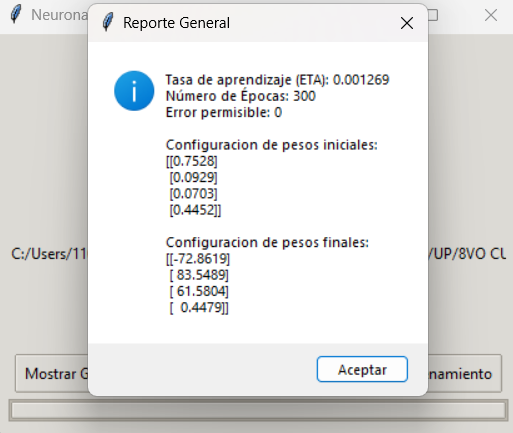 Neurona
Reporte General
Tasa de aprendizaje (ETA): 0.001269
Número de Épocas: 300
Error permisible: 0
Configuracion de pesos iniciales:
[[0.7528]
[0.0929]
[0.0703]
[0.4452]]
Configuracion de pesos finales:
[[-72.8619]
[ 83.5489]
[ 61.5804]
[  0.4479]]
C:/Users/11
/UP/8VO CU
Mostrar G
namiento
Aceptar